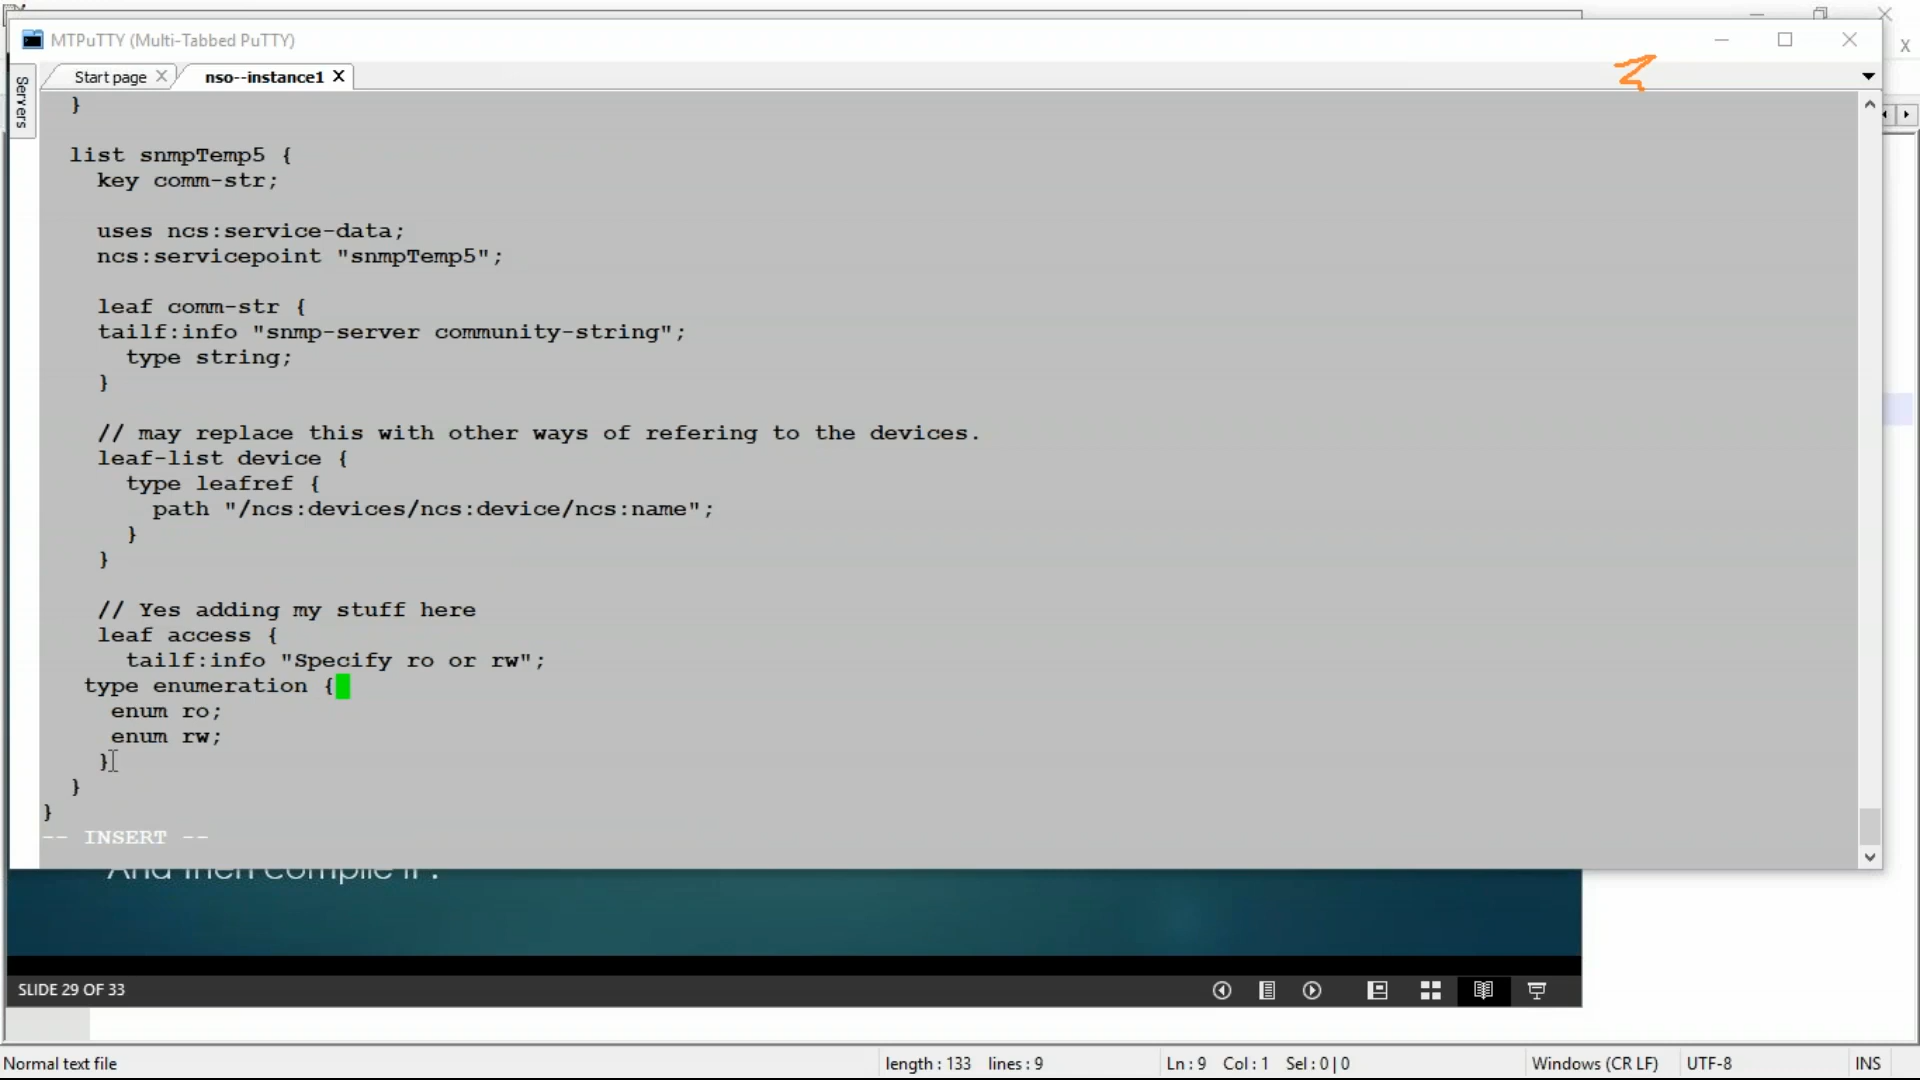 MTPuTTY (Multi-Tabbed PuTTY)
Servers
Start page
nso--instance1
}
list snmpTemp5 {
key comm-str;
uses ncs:service-data;
ncs:servicepoint "snmpTemp5";
leaf comm-str {
tailf:info "snmp-server community-string";
type string;
}
// may replace this with other ways of refering to the devices.
leaf-list device {
type leafref {
path "/ncs:devices/ncs:device/ncs:name";
}
}
// Yes adding my stuff here
leaf access {
tailf:info "Specify ro or rw";
type enumeration {
enum ro;
enum rw;
}
}
}
-- INSERT --
And then compile it .
SLIDE 29 OF 33
Normal text file
length : 133 lines : 9
Ln : 9 Col : 1 Sel : 0 | 0
Windows (CR LF)
UTF-8
INS